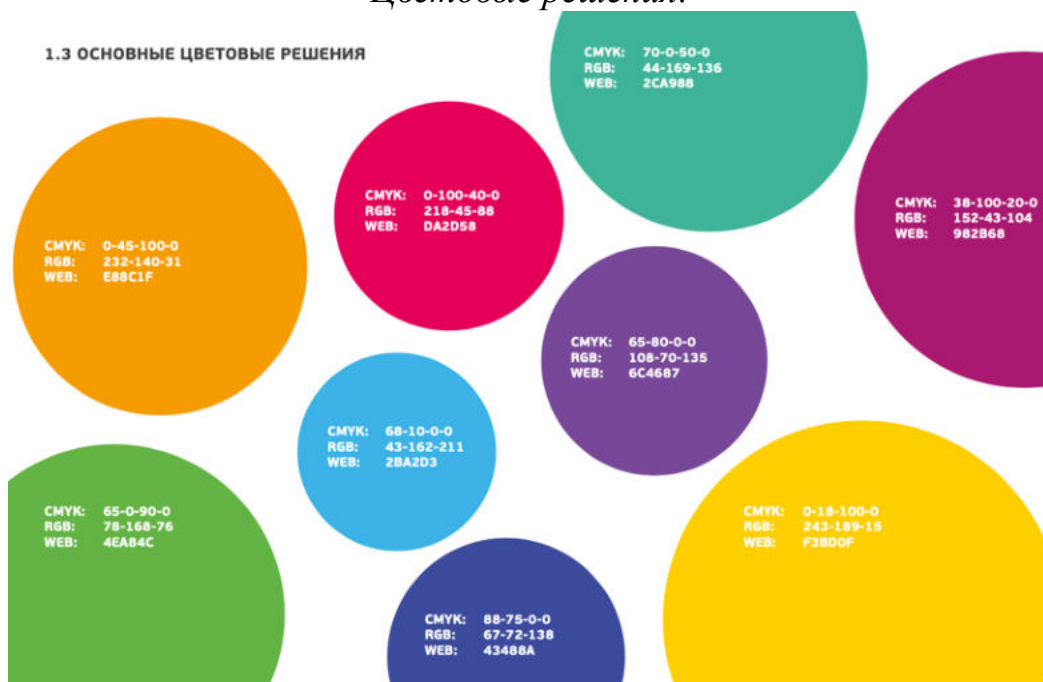 Цветовые решения:
1.3 ОСНОВНЫЕ ЦВЕТОВЫЕ РЕШЕНИЯ
CMYK: 70-0-50-0
RGB: 44-169-136
WEB: 2CA988
CMYK: 0-100-40-0
RGB: 218-45-88
WEB: DA2D58
CMYK: 38-100-20-0
RGB: 152-43-104
WEB: 982B68
CMYK: 0-45-100-0
RGB: 232-140-31
WEB: E88C1F
CMYK: 65-80-0-0
RGB: 108-70-135
WEB: 6C4687
CMYK: 68-10-0-0
RGB: 43-162-211
WEB: 2BA2D3
CMYK: 65-0-90-0
RGB: 78-168-76
WEB: 4EA84C
CMYK: 0-18-100-0
RGB: 243-189-15
WEB: F3BD0F
CMYK: 88-75-0-0
RGB: 67-72-138
WEB: 43488A